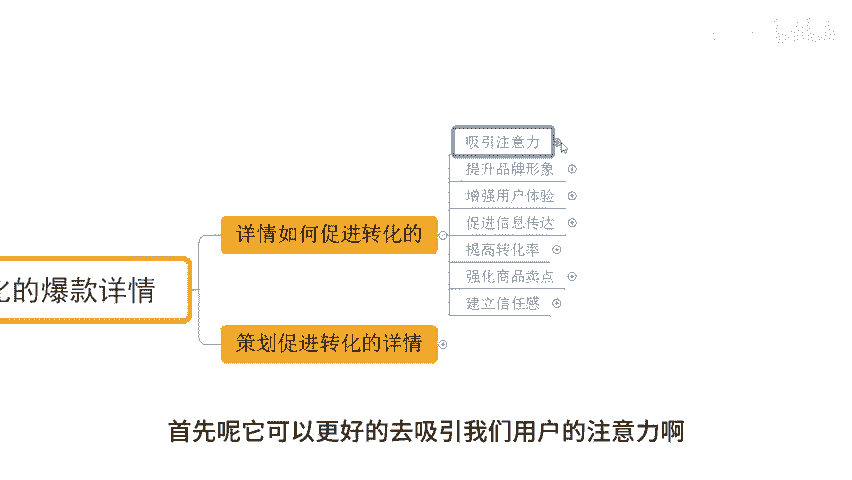 吸引注意力
提升品牌形象
增强用户体验
详情如何促进转化的
促进信息传达
提高转化率
强化商品卖点
化的爆款详情
建立信任感
策划促进转化的详情
首先呢它可以更好的去吸引我们用户的注意力啊